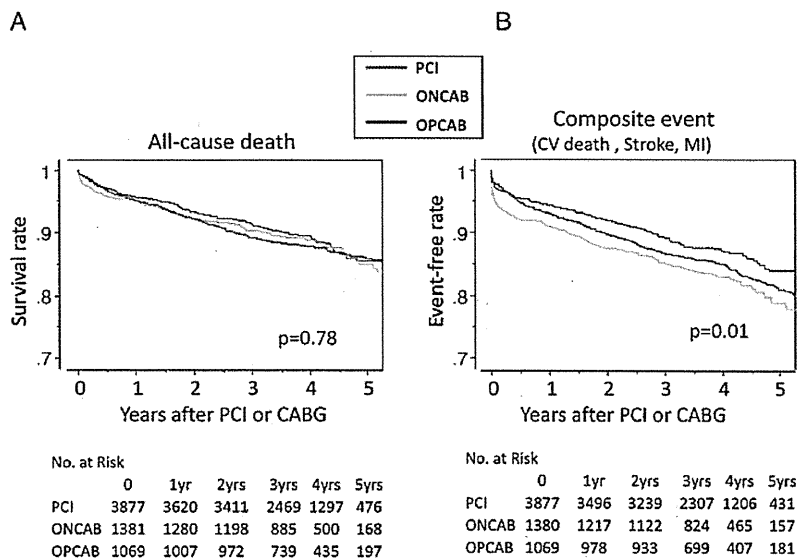 A
B
PCI
ONCAB
OPCAB
All-cause death
Composite event
(CV death , Stroke, MI)
Survival rate
1
.9
.8
.7
p=0.78
0 1 2 3 4 5
Years after PCI or CABG
Event-free rate
1
.9
.8
.7
p=0.01
0 1 2 3 4 5
Years after PCI or CABG
No. at Risk
0 1yr 2yrs 3yrs 4yrs 5yrs
PCI 3877 3620 3411 2469 1297 476
ONCAB 1381 1280 1198 885 500 168
OPCAB 1069 1007 972 739 435 197
No. at Risk
0 1yr 2yrs 3yrs 4yrs 5yrs
PCI 3877 3496 3239 2307 1206 431
ONCAB 1380 1217 1122 824 465 157
OPCAB 1069 978 933 699 407 181